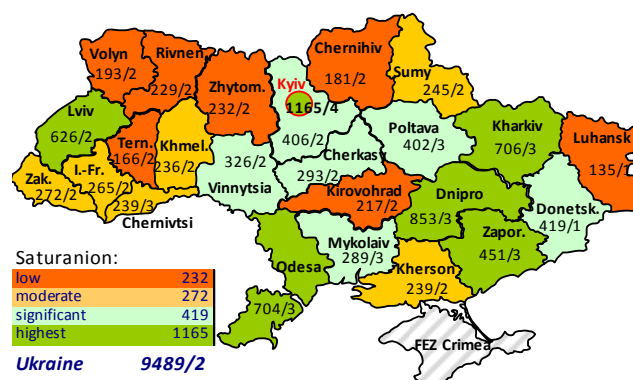 Volyn
193/2
Rivnen.
229/2
Zhytom.
232/2
Kyiv
1165/4
406/2
Chernihiv
181/2
Sumy
245/2
Lviv
626/2
Tern.
166/2
Khmel.
236/2
326/2
Vinnytsia
Cherkas.
293/2
Poltava
402/3
Kharkiv
706/3
Luhansk
135/1
Zak.
272/2
I.-Fr.
265/2
239/3
Chernivtsi
Kirovohrad
217/2
Dnipro
853/3
Donetsk.
419/1
Zapor.
451/3
Mykolaiv
289/3
Kherson
239/2
Odesa
704/3
FEZ Crimea
Saturanion:
low 232
moderate 272
significant 419
highest 1165
Ukraine 9489/2